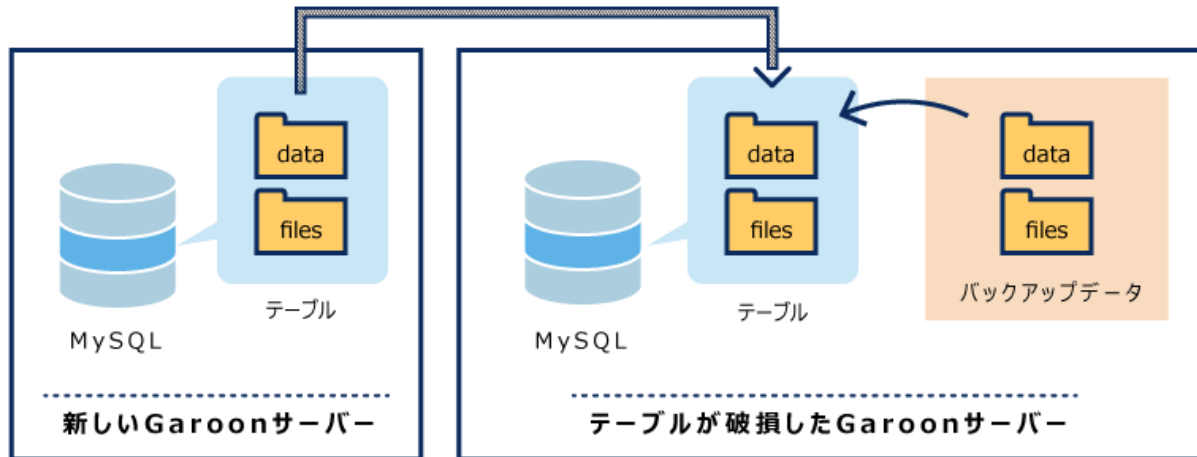 data
files
テーブル
MySQL
新しいGaroonサーバー
data
files
テーブル
MySQL
data
files
バックアップデータ
テーブルが破損したGaroonサーバー